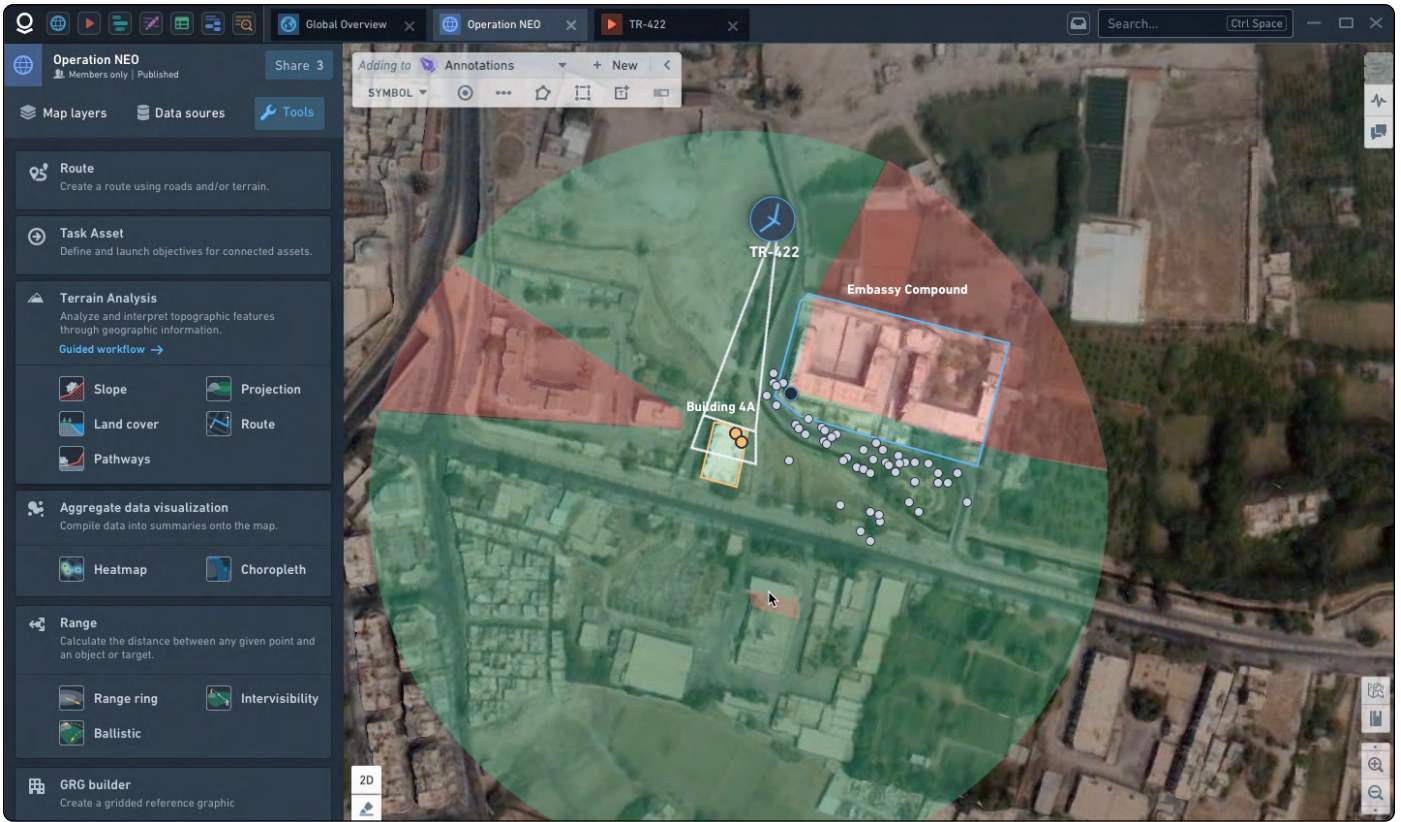 Global Overview
Operation NEO
TR-422
Search...
Ctrl Space
Operation NEO
Members only | Published
Share 3
Map layers
Data soures
Tools
Route
Create a route using roads and/or terrain.
Task Asset
Define and launch objectives for connected assets.
Terrain Analysis
Analyze and interpret topographic features
through geographic information.
Guided workflow →
Slope
Projection
Land cover
Route
Pathways
Aggregate data visualization
Compile data into summaries onto the map.
Heatmap
Choropleth
Range
Calculate the distance between any given point and
an object or target.
Range ring
Intervisibility
Ballistic
GRG builder
Create a gridded reference graphic
Adding to
Annotations
+ New
SYMBOL
TR-422
Embassy Compound
Building 4A
2D